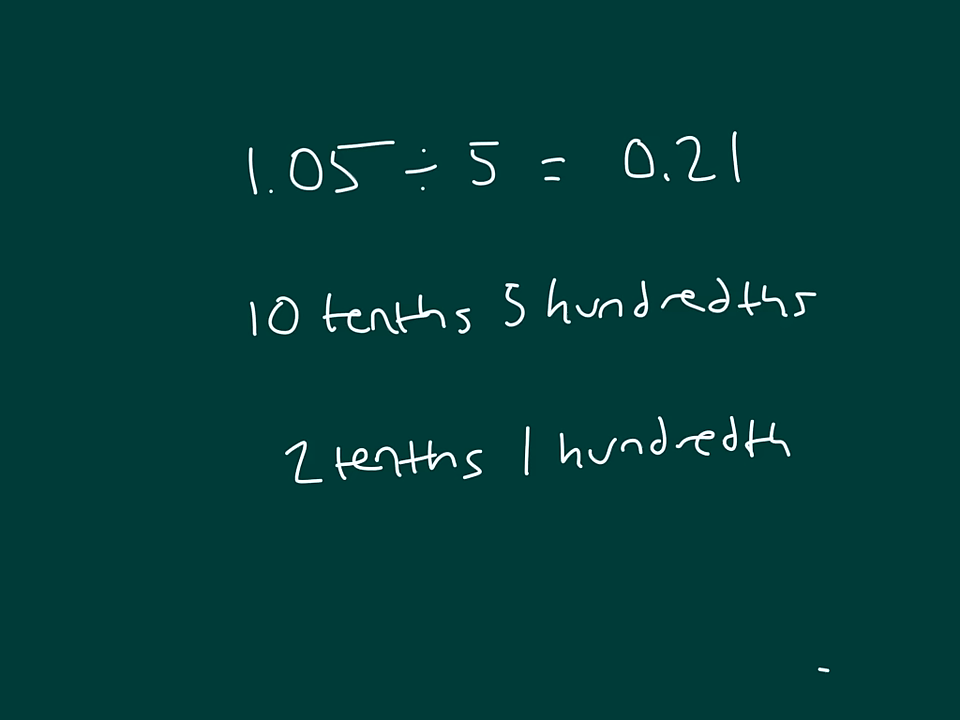 1.05 ÷ 5 = 0.21
10 tenths 5 hundredths
2 tenths 1 hundredth